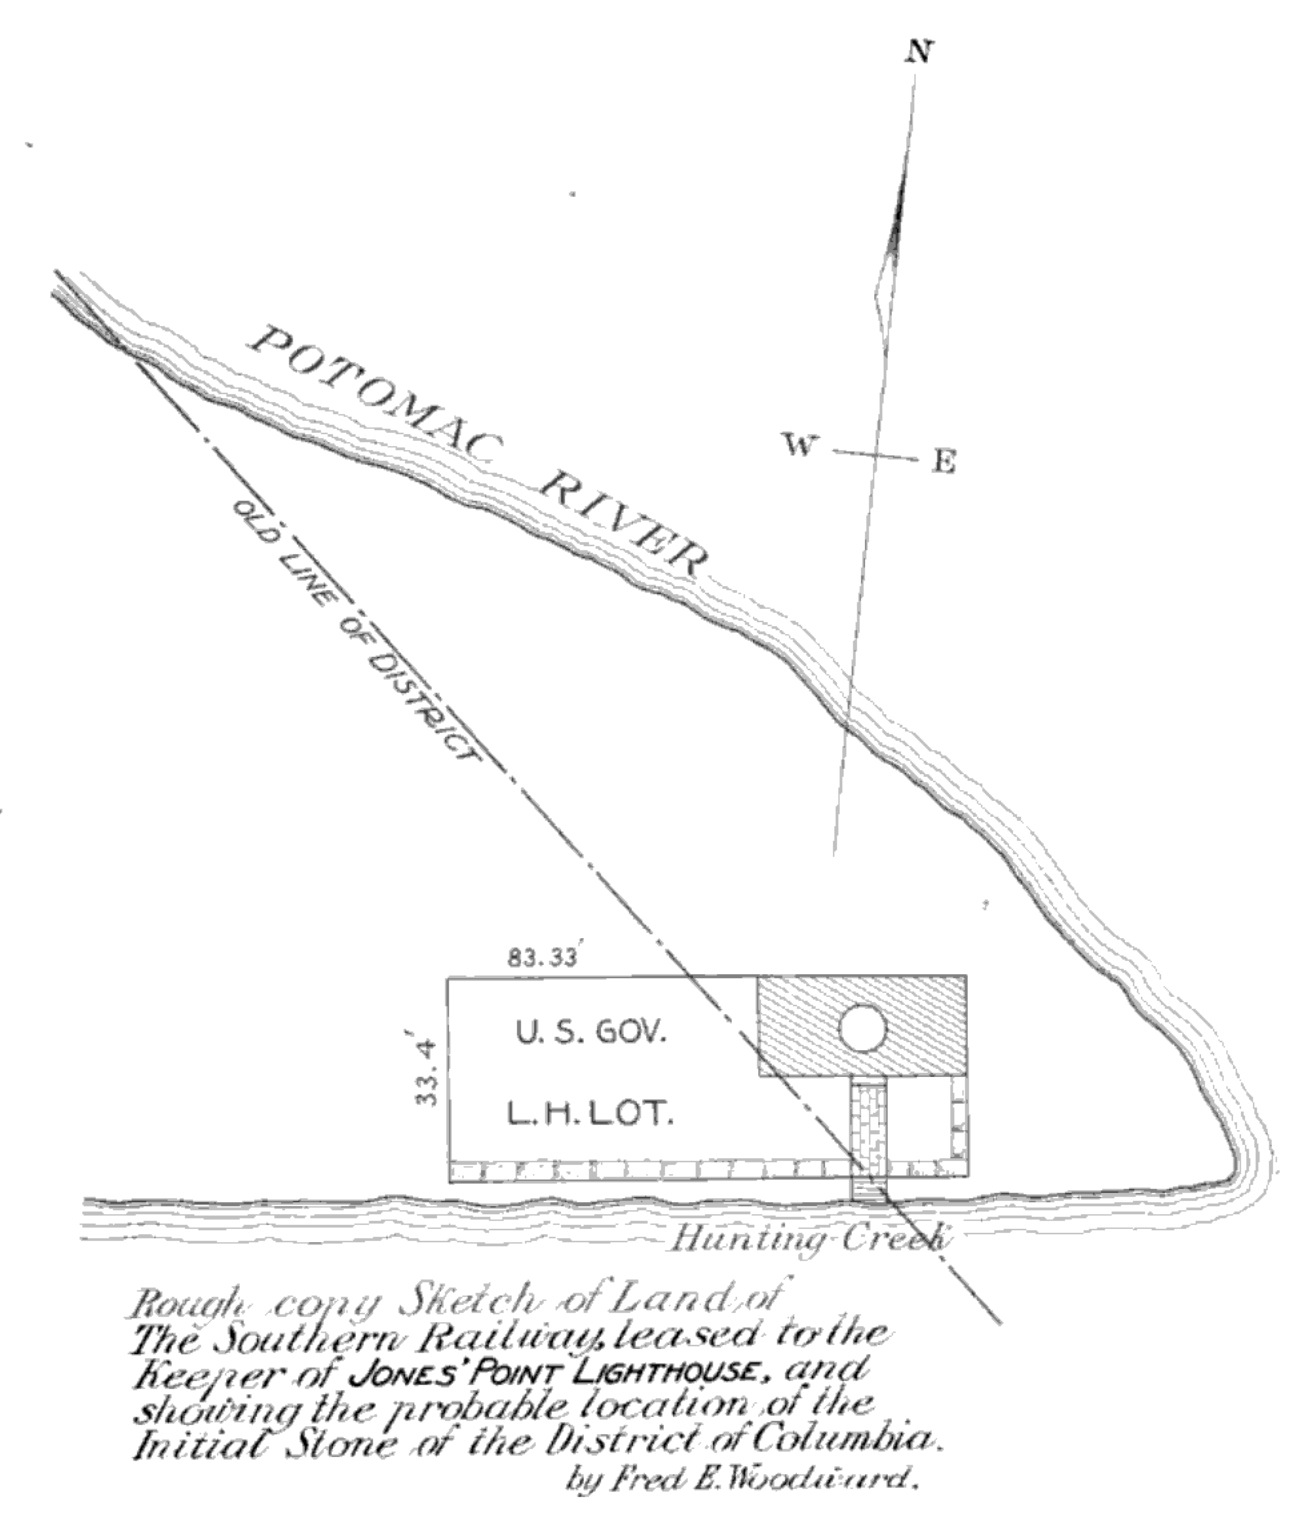 N
W E
POTOMAC RIVER
OLD LINE OF DISTRICT
83.33'
33.4'
U. S. GOV.
L. H. LOT.
Hunting Creek
Rough copy Sketch of Land of
The Southern Railway, leased to the
Keeper of JONES' POINT LIGHTHOUSE, and
showing the probable location of the
Initial Stone of the District of Columbia.
by Fred E. Woodward.